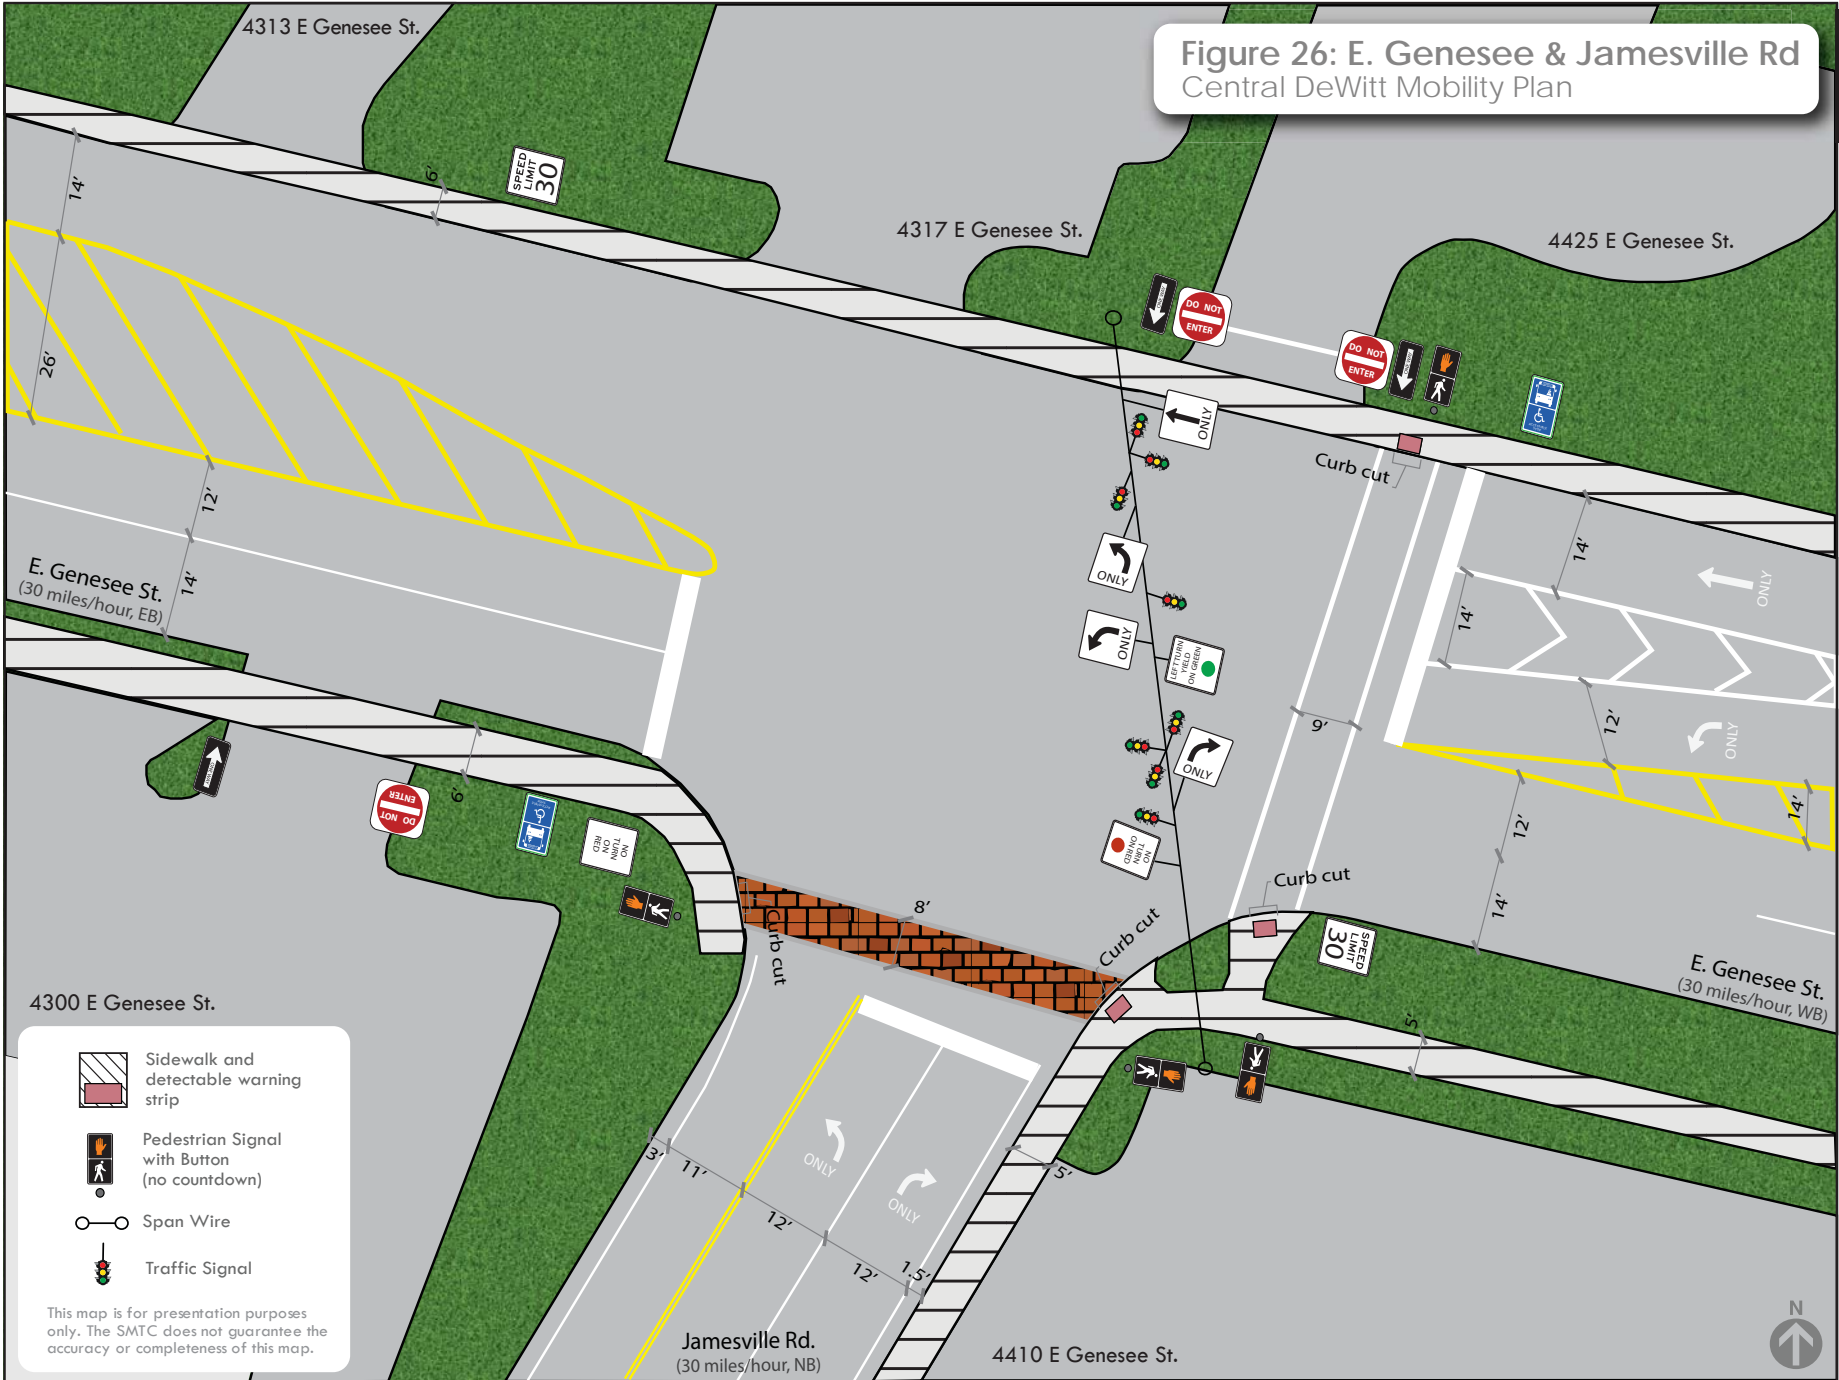 Figure 26: E. Genesee & Jamesville Rd
Central DeWitt Mobility Plan
4313 E Genesee St.
4317 E Genesee St.
4425 E Genesee St.
14'
6'
SPEED
LIMIT
30
DO NOT
ENTER
DO NOT
ENTER
26'
ONLY
Curb cut
12'
14'
E. Genesee St.
(30 miles/hour, EB)
ONLY
ONLY
LEFT TURN
YIELD
ON GREEN
ONLY
NO
TURN
ON RED
14'
14'
ONLY
12'
ONLY
9'
12'
14'
14'
6'
DO NOT
ENTER
NO
TURN
ON
RED
Curb cut
8'
Curb cut
Curb cut
SPEED
LIMIT
30
E. Genesee St.
(30 miles/hour, WB)
5'
4300 E Genesee St.
Sidewalk and
detectable warning
strip
Pedestrian Signal
with Button
(no countdown)
Span Wire
Traffic Signal
This map is for presentation purposes
only. The SMTC does not guarantee the
accuracy or completeness of this map.
ONLY
ONLY
3'
11'
12'
12'
1.5'
5'
Jamesville Rd.
(30 miles/hour, NB)
4410 E Genesee St.
N